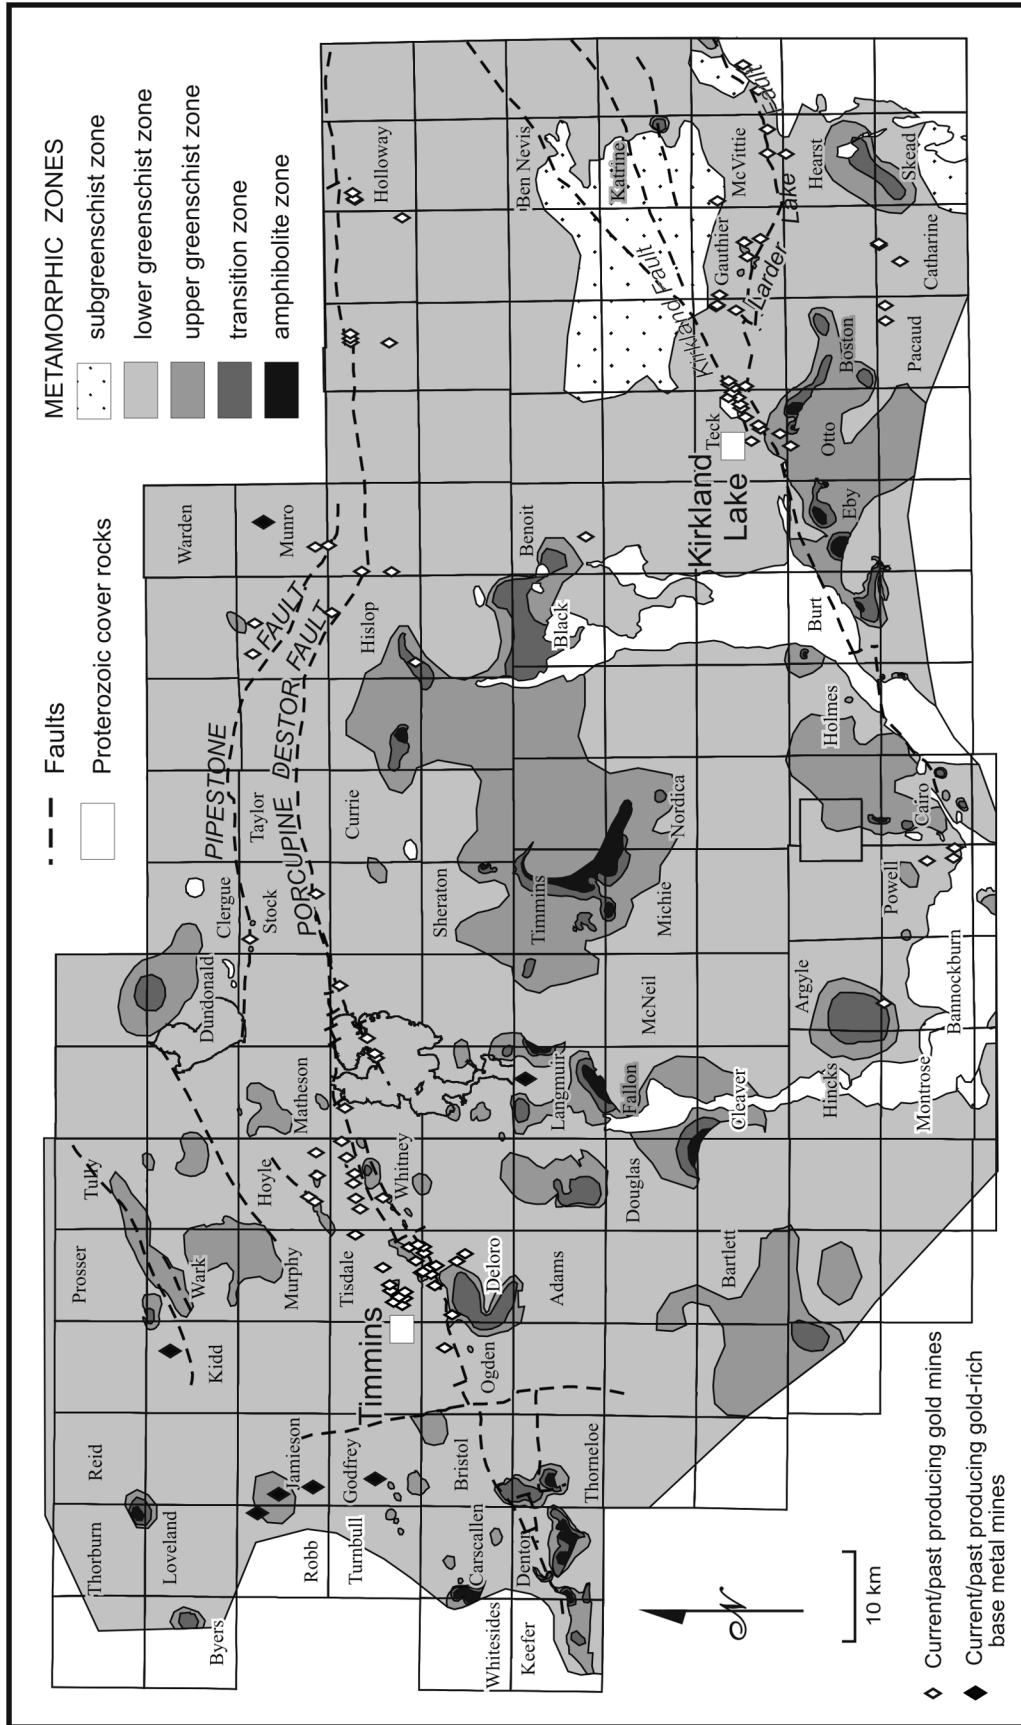 METAMORPHIC ZONES
subgreenschist zone
lower greenschist zone
upper greenschist zone
transition zone
amphibolite zone
Faults
Proterozoic cover rocks
Thorburn
Reid
Prosser
Tully
Loveland
Byers
Kidd
Wark
Dundonald
Clergue
Warden
Robb
Jamieson
Murphy
Hoyle
Matheson
Stock
Taylor
Munro
PIPESTONE
FAULT
PORCUPINE DESTOR FAULT
Turnbull
Godfrey
Timmins
Tisdale
Whitney
Currie
Hislop
Holloway
Whitesides
Carscallen
Bristol
Ogden
Deloro
Sheraton
Keefer
Denton
Thorneloe
Adams
Langmuir
Timmins
Black
Benoit
Ben Nevis
Douglas
Fallon
McNeil
Michie
Nordica
Katrine
Kirkland Fault
Bartlett
Cleaver
Kirkland
Lake
Teck
Gauthier
McVittie
Larder Lake Fault
Hincks
Argyle
Holmes
Burt
Eby
Otto
Boston
Hearst
Montrose
Bannockburn
Powell
Cairo
Pacaud
Catharine
Skead
N
10 km
Current/past producing gold mines
Current/past producing gold-rich
base metal mines